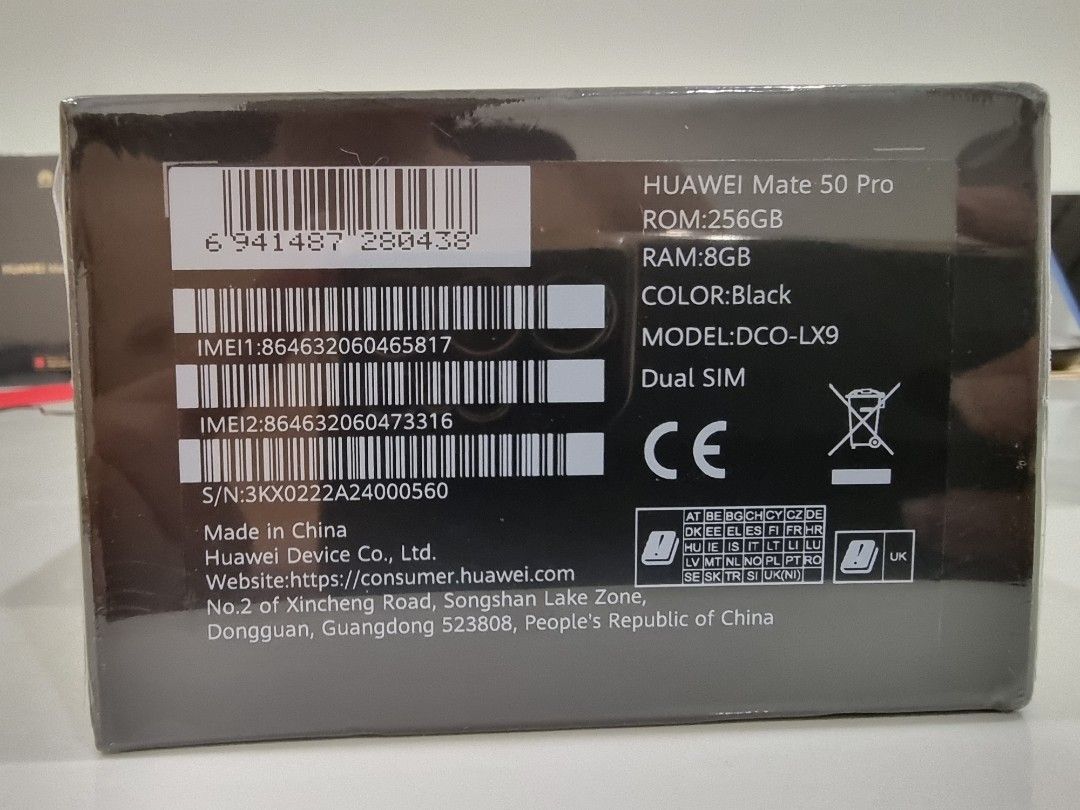 6 941487 280438
IMEI1:864632060465817
IMEI2:864632060473316
S/N:3KX0222A24000560
Made in China
Huawei Device Co., Ltd.
Website:https://consumer.huawei.com
No.2 of Xincheng Road, Songshan Lake Zone,
Dongguan, Guangdong 523808, People's Republic of China
HUAWEI Mate 50 Pro
ROM:256GB
RAM:8GB
COLOR:Black
MODEL:DCO-LX9
Dual SIM
CE
AT BE BG CH CY CZ DE
DK EE EL ES FI FR HR
HU IE IS IT LT LI LU
LV MT NL NO PL PT RO
SE SK TR SI UK(NI)
UK